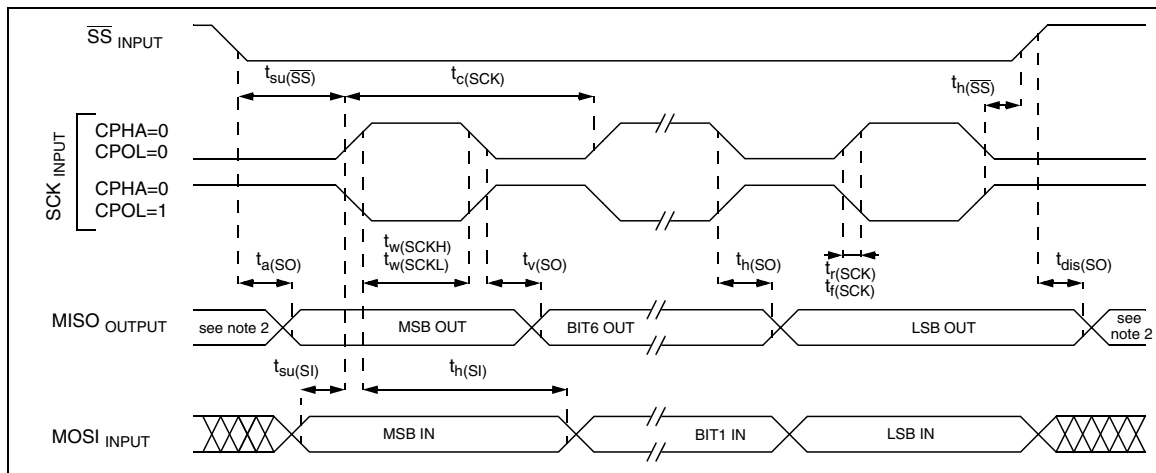 SS INPUT
tsu(SS)
tc(SCK)
th(SS)
SCK INPUT
CPHA=0
CPOL=0
CPHA=0
CPOL=1
ta(SO)
tw(SCKH)
tw(SCKL)
tv(SO)
th(SO)
tr(SCK)
tf(SCK)
tdis(SO)
MISO OUTPUT
see note 2
MSB OUT
BIT6 OUT
LSB OUT
see
note 2
tsu(SI)
th(SI)
MOSI INPUT
MSB IN
BIT1 IN
LSB IN